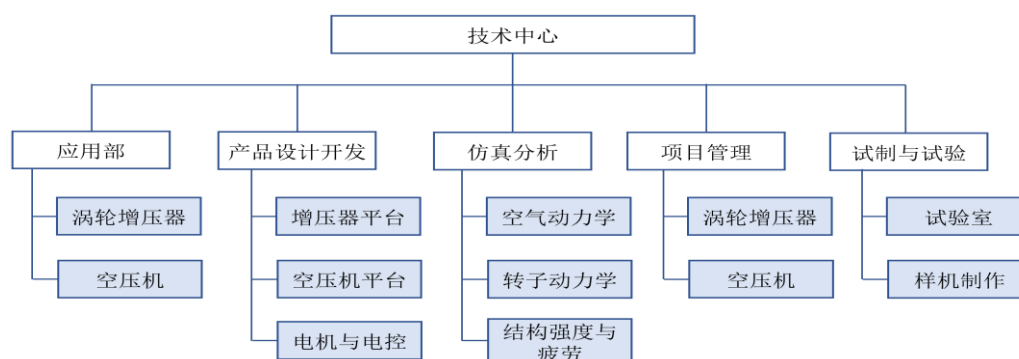 技术中心
应用部
产品设计开发
仿真分析
项目管理
试制与试验
涡轮增压器
增压器平台
空气动力学
涡轮增压器
试验室
空压机
空压机平台
转子动力学
空压机
样机制作
电机与电控
结构强度与
疲劳